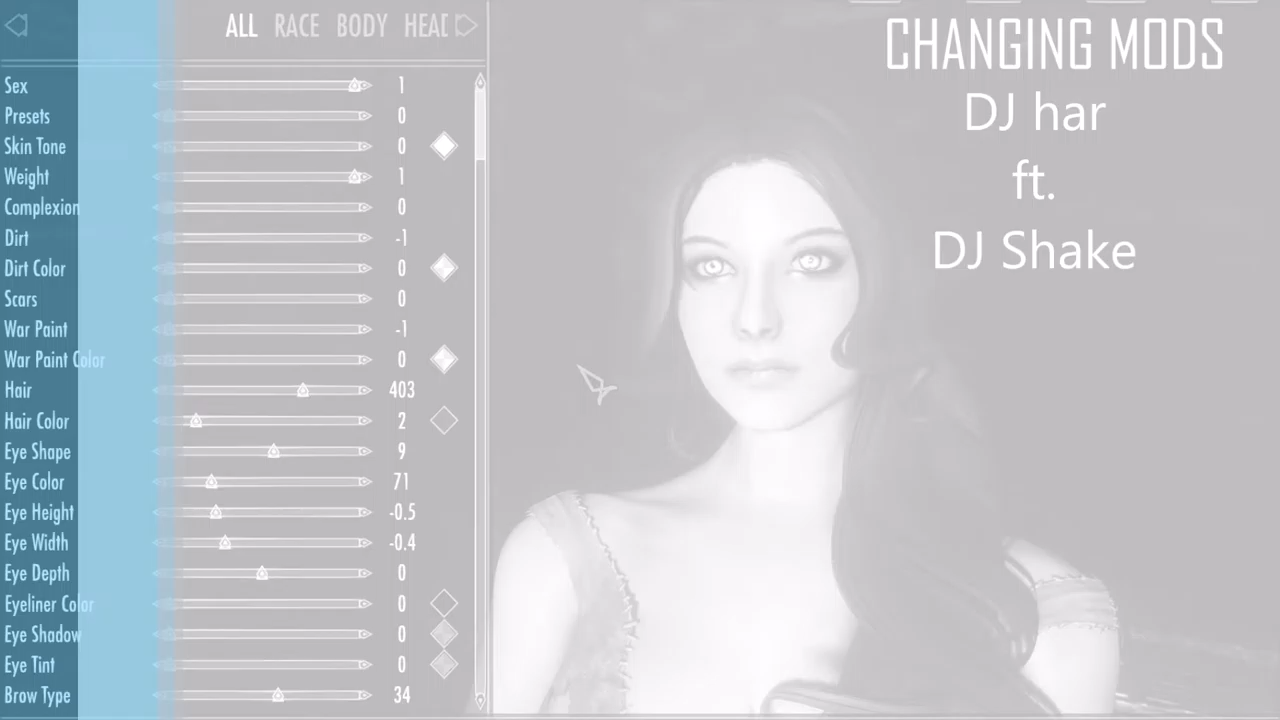 ALL RACE BODY HEAD
CHANGING MODS
DJ har
ft.
DJ Shake
Sex 1
Presets 0
Skin Tone 0
Weight 1
Complexion 0
Dirt -1
Dirt Color 0
Scars 0
War Paint -1
War Paint Color 0
Hair 403
Hair Color 2
Eye Shape 9
Eye Color 71
Eye Height -0.5
Eye Width -0.4
Eye Depth 0
Eyeliner Color 0
Eye Shadow 0
Eye Tint 0
Brow Type 34